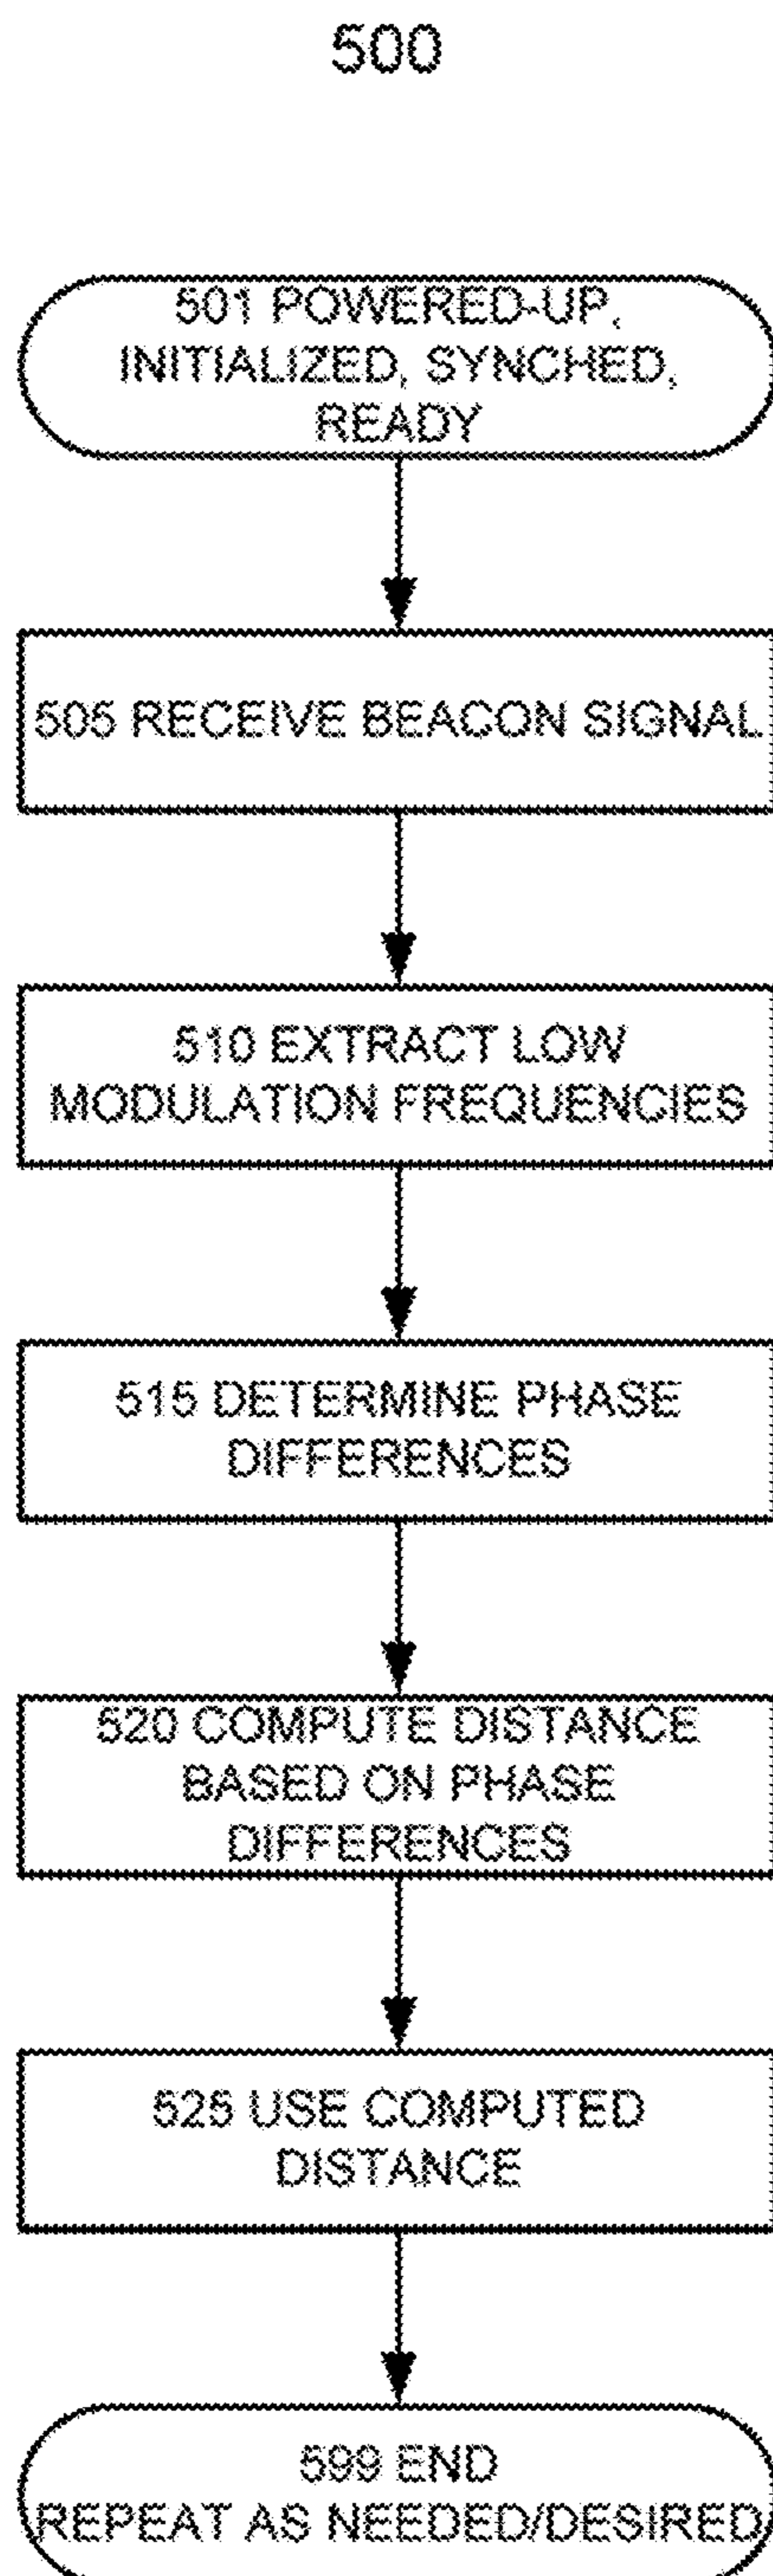 500
501 POWERED-UP,
INITIALIZED, SYNCHED,
READY
505 RECEIVE BEACON SIGNAL
510 EXTRACT LOW
MODULATION FREQUENCIES
515 DETERMINE PHASE
DIFFERENCES
520 COMPUTE DISTANCE
BASED ON PHASE
DIFFERENCES
525 USE COMPUTED
DISTANCE
599 END
REPEAT AS NEEDED/DESIRED